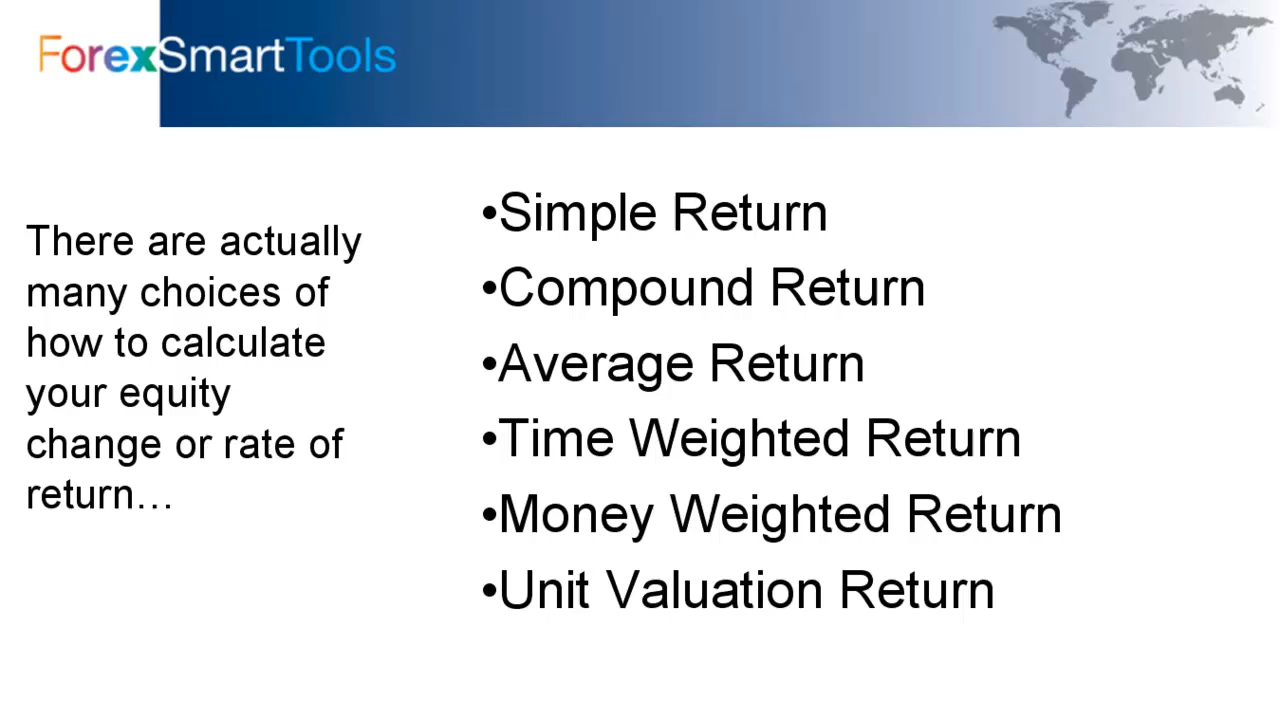 ForexSmartTools
There are actually
many choices of
how to calculate
your equity
change or rate of
return…
•Simple Return
•Compound Return
•Average Return
•Time Weighted Return
•Money Weighted Return
•Unit Valuation Return